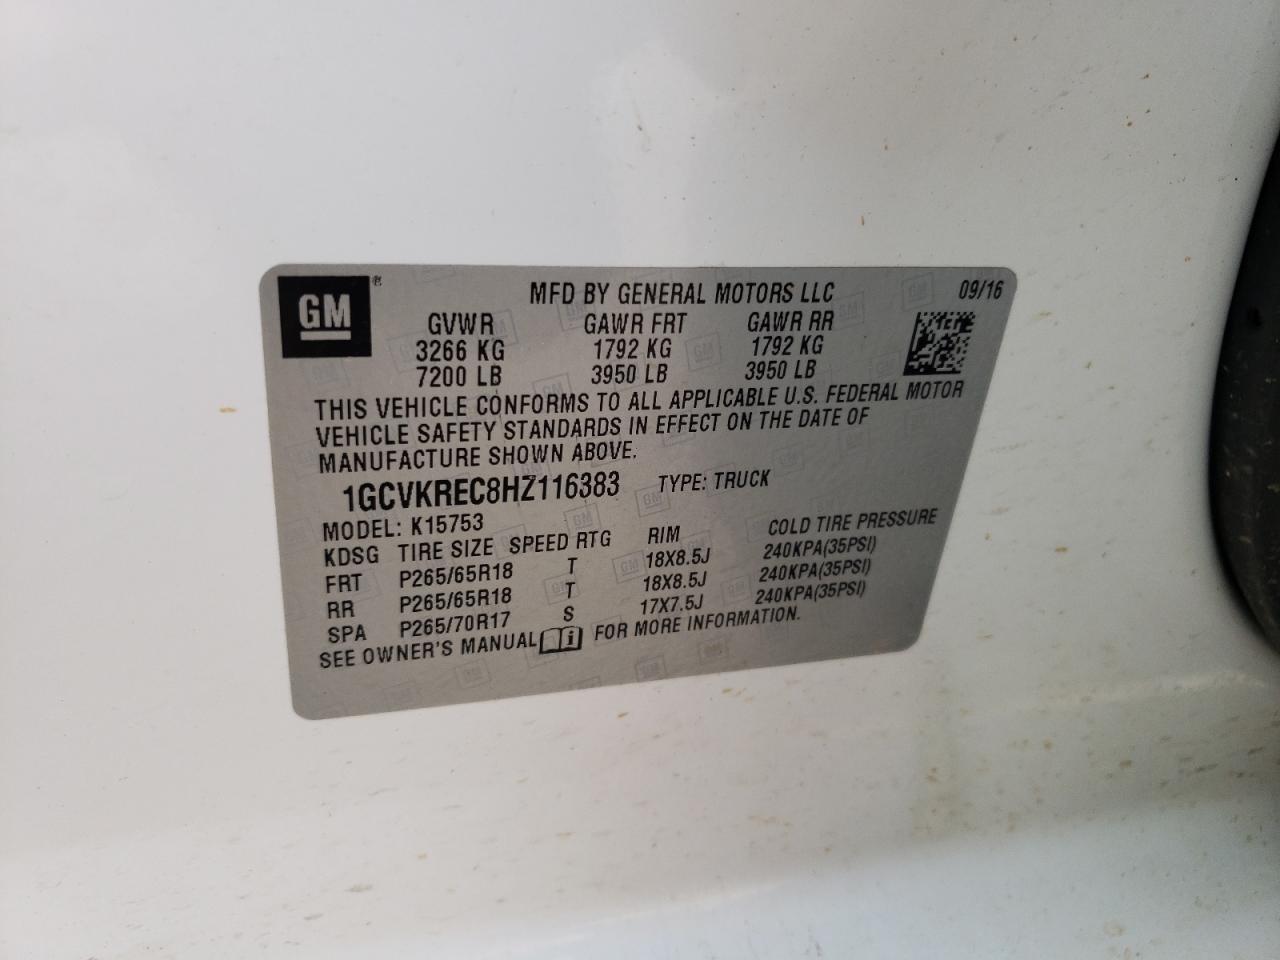 GM ® MFD BY GENERAL MOTORS LLC 09/16
GVWR GAWR FRT GAWR RR
3266 KG 1792 KG 1792 KG
7200 LB 3950 LB 3950 LB
THIS VEHICLE CONFORMS TO ALL APPLICABLE U.S. FEDERAL MOTOR
VEHICLE SAFETY STANDARDS IN EFFECT ON THE DATE OF
MANUFACTURE SHOWN ABOVE.
1GCVKREC8HZ116383 TYPE: TRUCK
MODEL: K15753
KDSG TIRE SIZE SPEED RTG RIM COLD TIRE PRESSURE
FRT P265/65R18 T 18X8.5J 240KPA(35PSI)
RR P265/65R18 T 18X8.5J 240KPA(35PSI)
SPA P265/70R17 S 17X7.5J 240KPA(35PSI)
SEE OWNER'S MANUAL i FOR MORE INFORMATION.